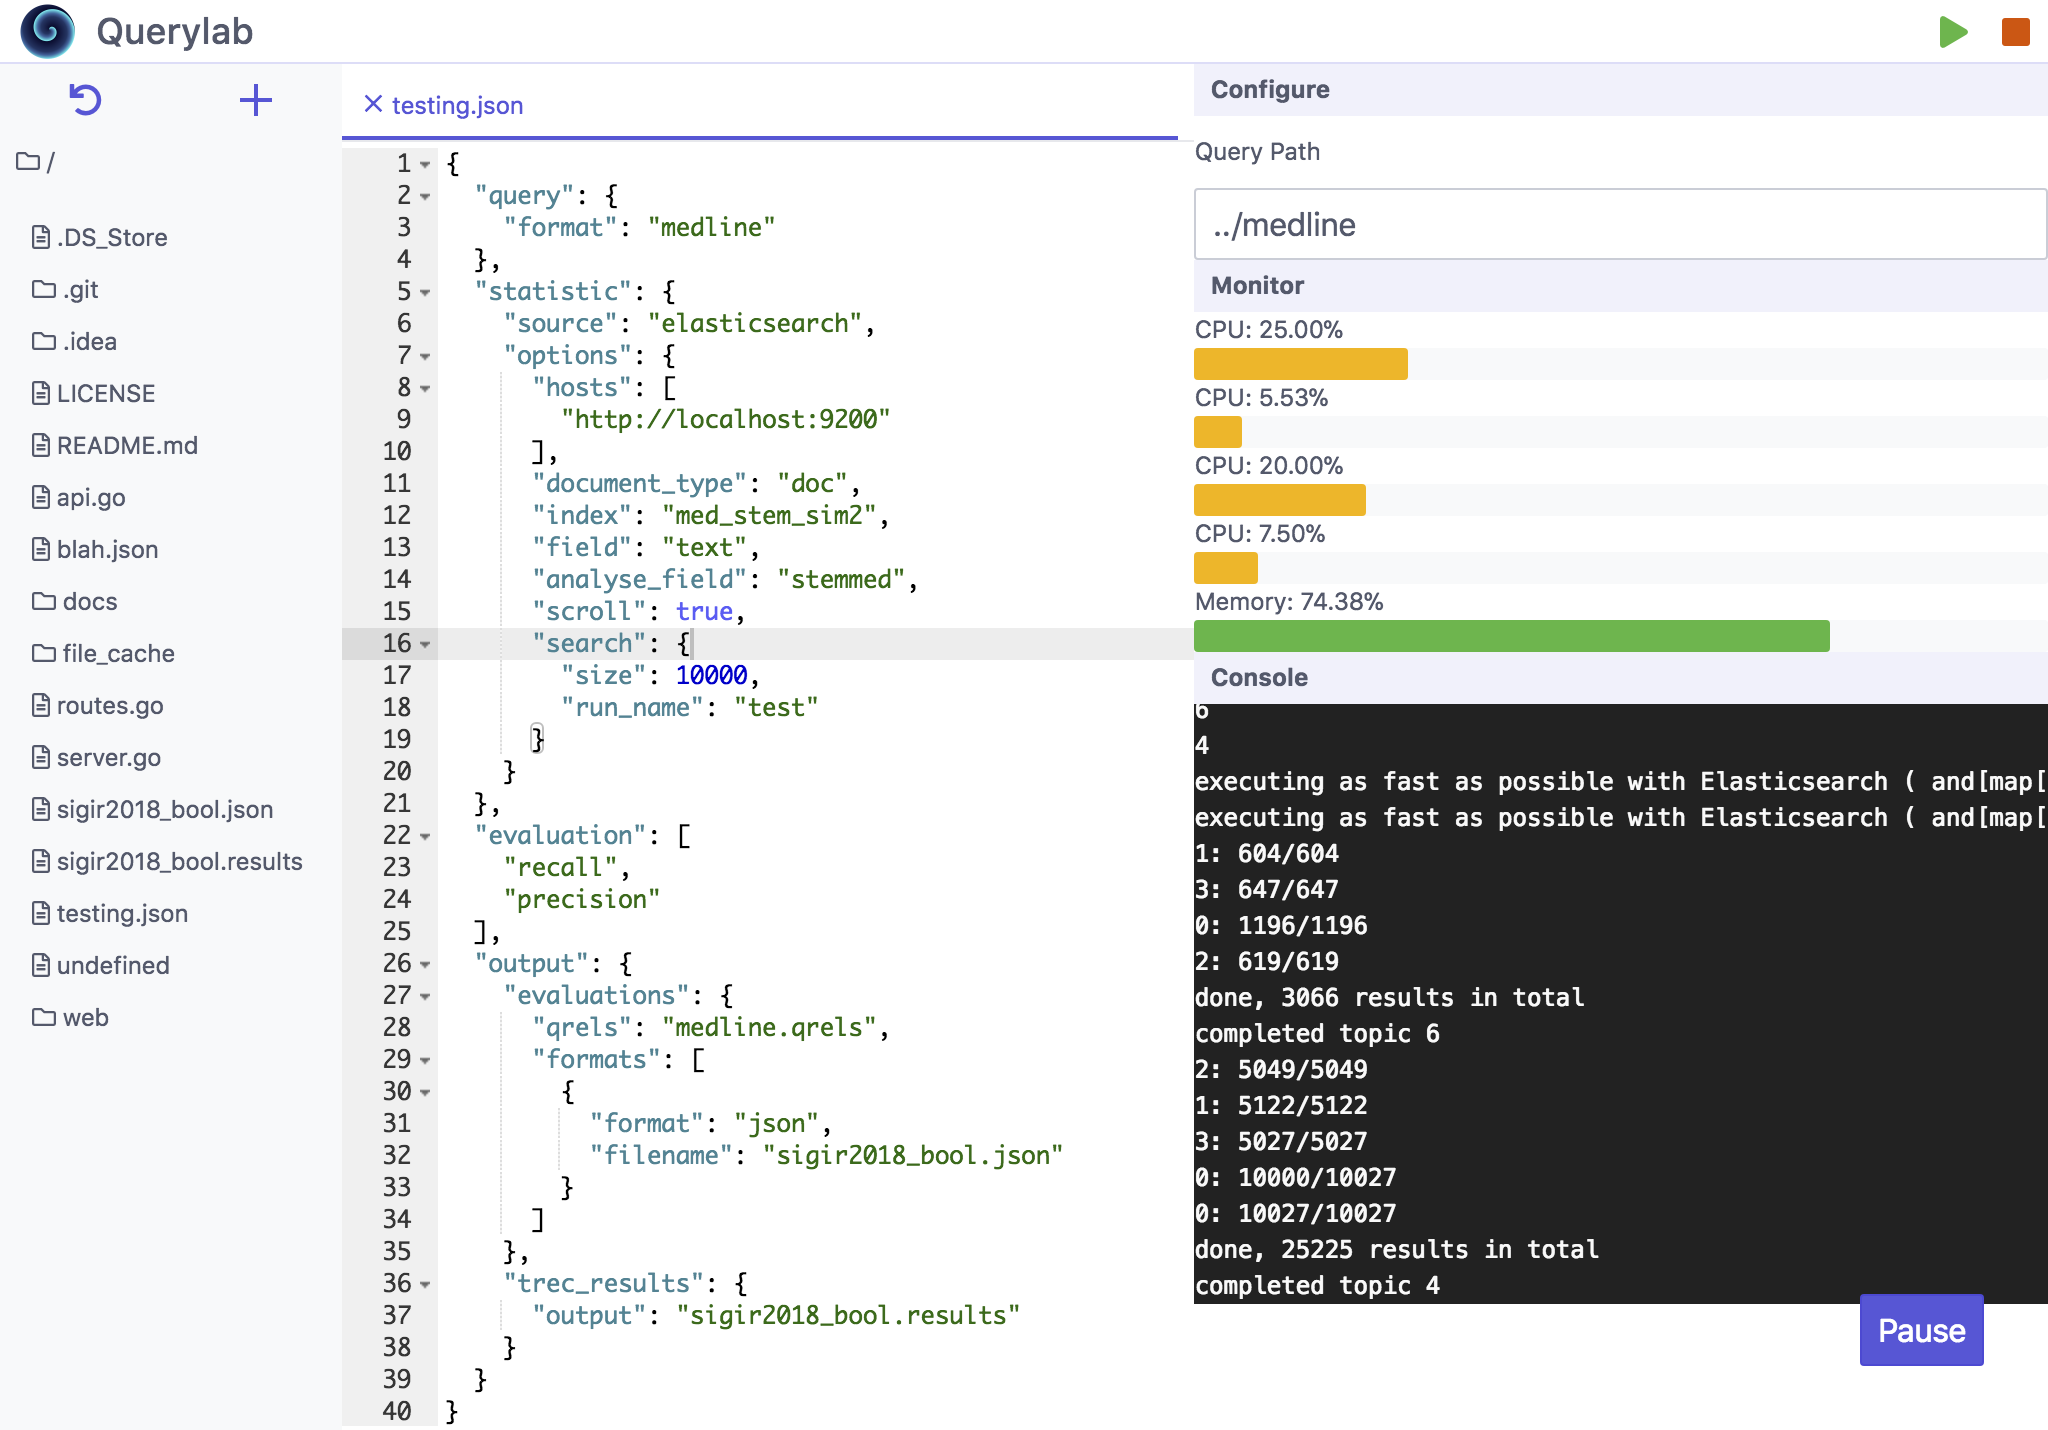 Querylab
/
.DS_Store
.git
.idea
LICENSE
README.md
api.go
blah.json
docs
file_cache
routes.go
server.go
sigir2018_bool.json
sigir2018_bool.results
testing.json
undefined
web
testing.json
1 {
2 "query": {
3 "format": "medline"
4 },
5 "statistic": {
6 "source": "elasticsearch",
7 "options": {
8 "hosts": [
9 "http://localhost:9200"
10 ],
11 "document_type": "doc",
12 "index": "med_stem_sim2",
13 "field": "text",
14 "analyse_field": "stemmed",
15 "scroll": true,
16 "search": {
17 "size": 10000,
18 "run_name": "test"
19 }
20 }
21 },
22 "evaluation": [
23 "recall",
24 "precision"
25 ],
26 "output": {
27 "evaluations": {
28 "qrels": "medline.qrels",
29 "formats": [
30 {
31 "format": "json",
32 "filename": "sigir2018_bool.json"
33 }
34 ]
35 },
36 "trec_results": {
37 "output": "sigir2018_bool.results"
38 }
39 }
40 }
Configure
Query Path
../medline
Monitor
CPU: 25.00%
CPU: 5.53%
CPU: 20.00%
CPU: 7.50%
Memory: 74.38%
Console
6
4
executing as fast as possible with Elasticsearch ( and[map[
executing as fast as possible with Elasticsearch ( and[map[
1: 604/604
3: 647/647
0: 1196/1196
2: 619/619
done, 3066 results in total
completed topic 6
2: 5049/5049
1: 5122/5122
3: 5027/5027
0: 10000/10027
0: 10027/10027
done, 25225 results in total
completed topic 4
Pause